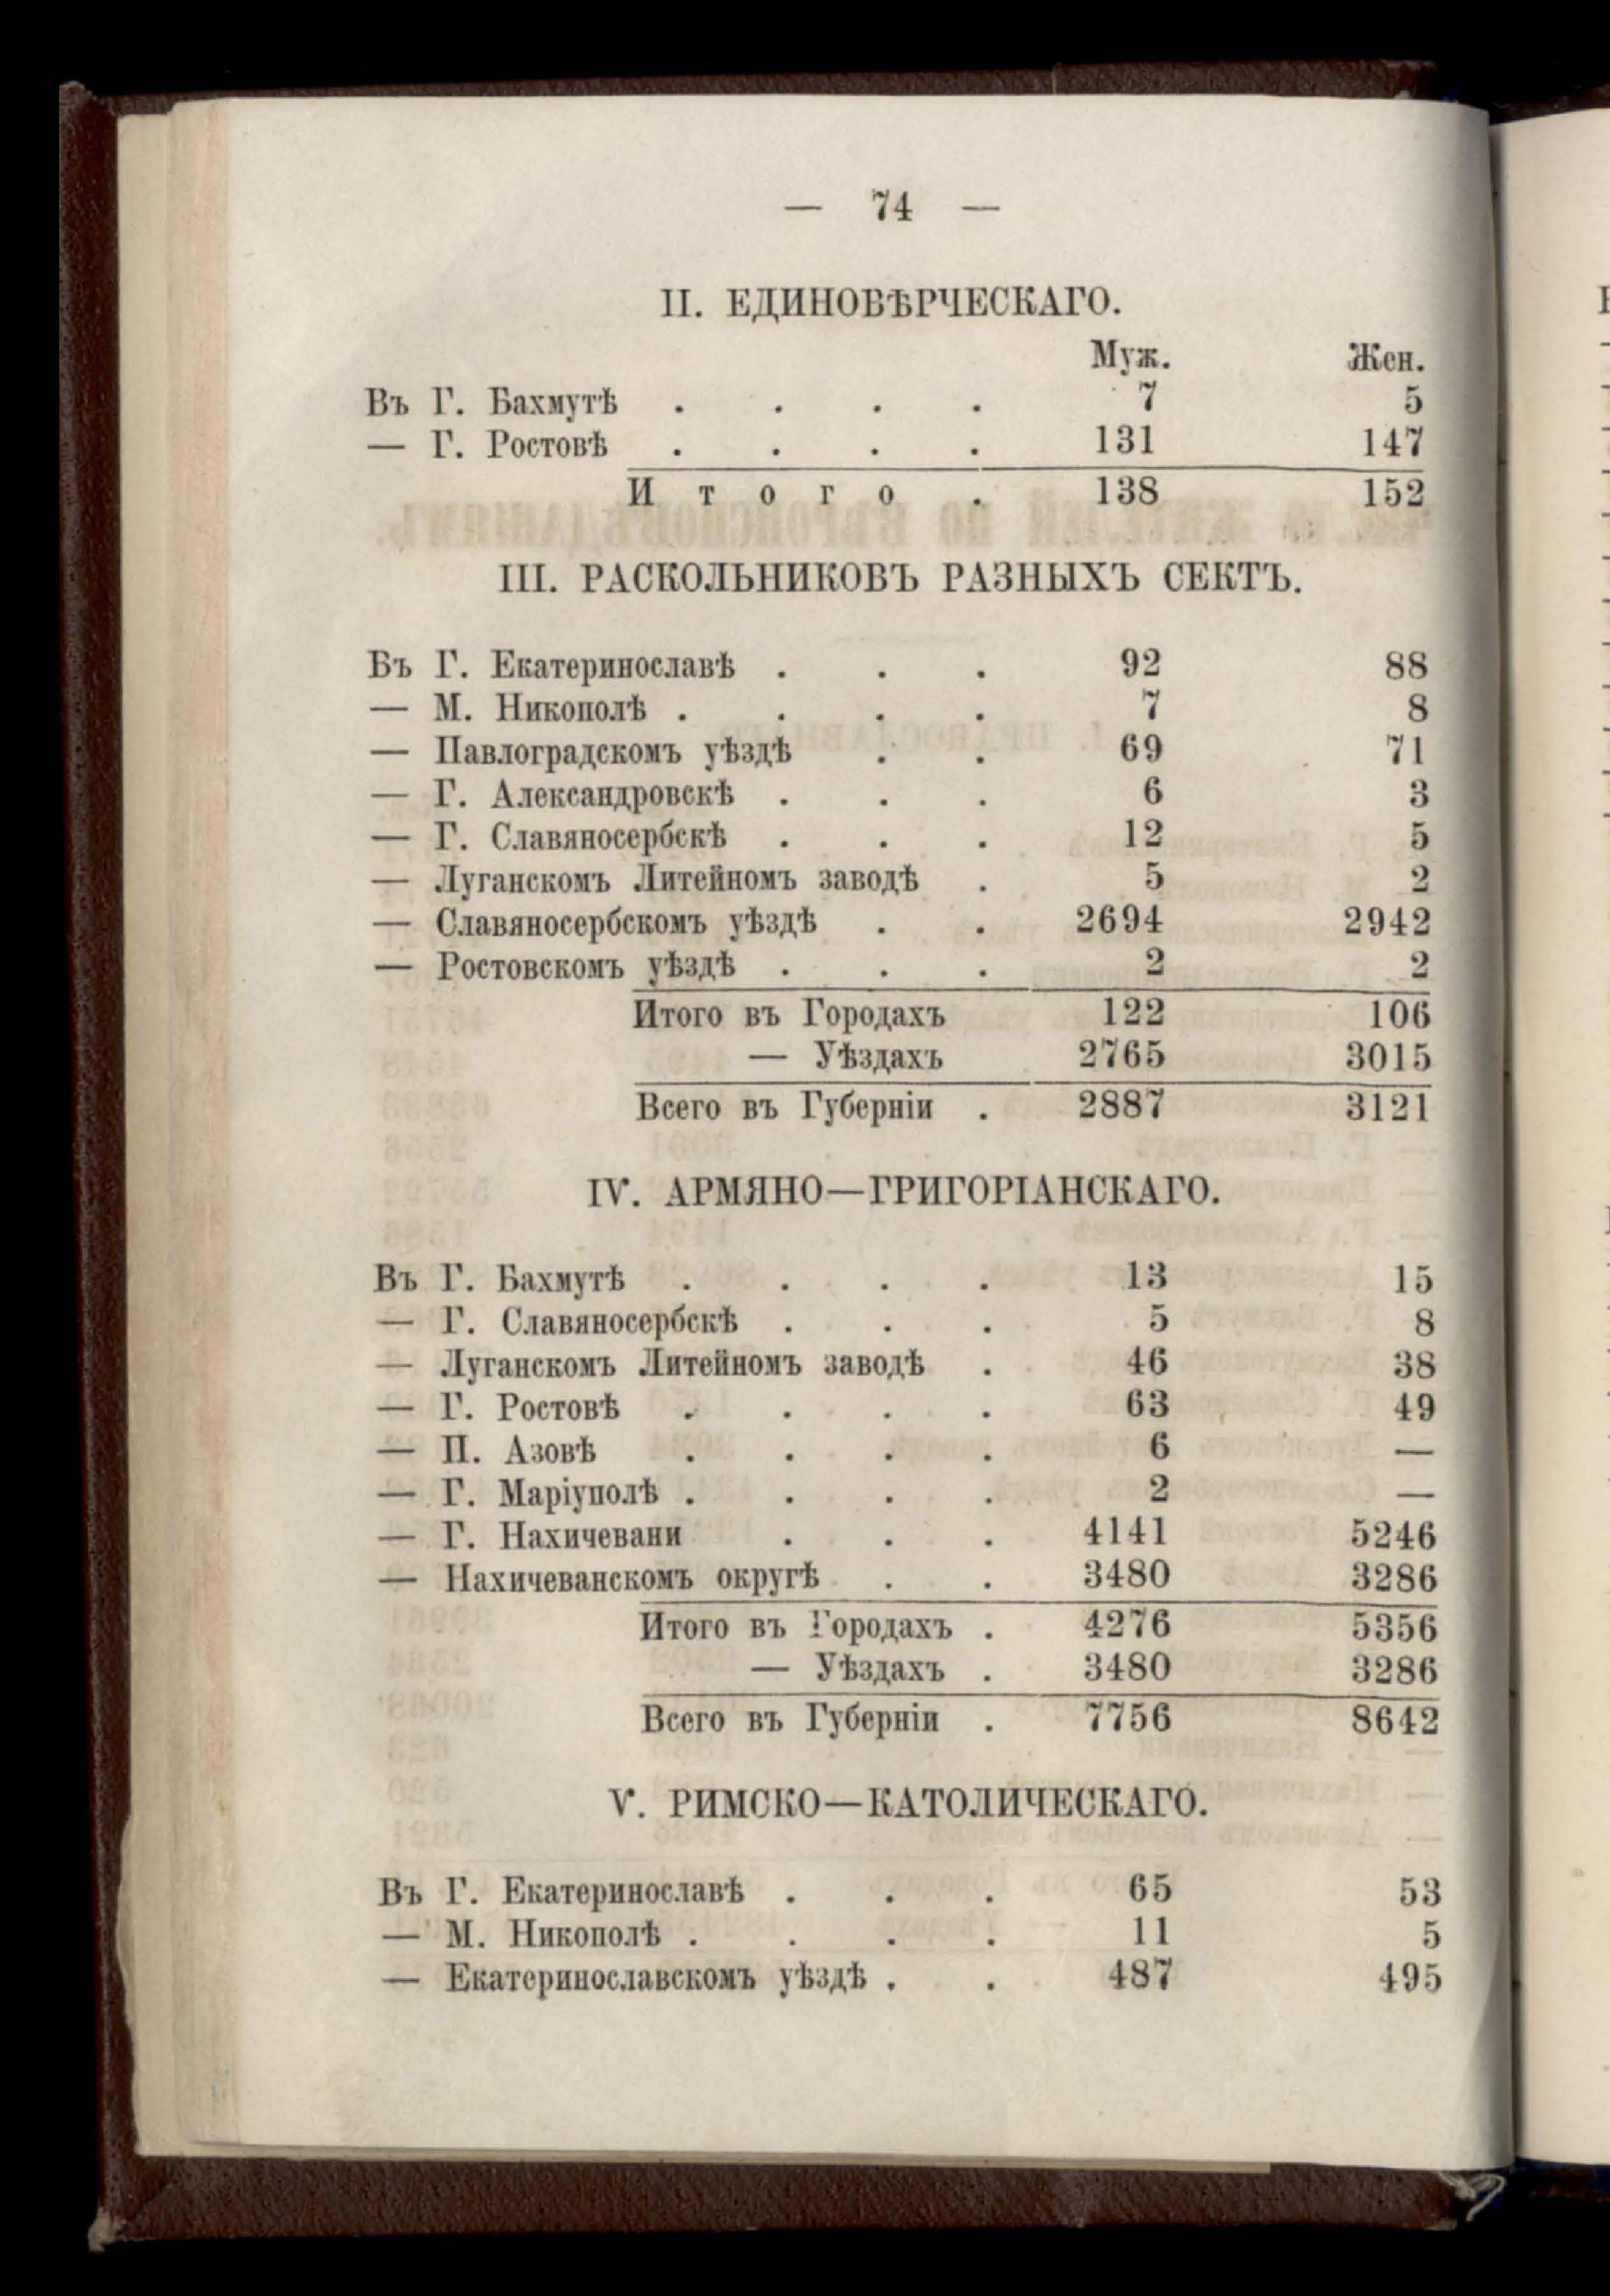 — 74 —
II. ЕДИНОВѢРЧЕСКАГО.
Муж. Жен.
Въ Г. Бахмутѣ . . . . 7 5
— Г. Ростовѣ . . . . 131 147
Итого . 138 152
III. РАСКОЛЬНИКОВЪ РАЗНЫХЪ СЕКТЪ.
Въ Г. Екатеринославѣ . . . 92 88
— М. Никополѣ . . . . 7 8
— Павлоградскомъ уѣздѣ . . 69 71
— Г. Александровскѣ . . . 6 3
— Г. Славяносербскѣ . . . 12 5
— Луганскомъ Литейномъ заводѣ . 5 2
— Славяносербскомъ уѣздѣ . . 2694 2942
— Ростовскомъ уѣздѣ . . . 2 2
Итого въ Городахъ 122 106
— Уѣздахъ 2765 3015
Всего въ Губерніи . 2887 3121
IV. АРМЯНО—ГРИГОРІАНСКАГО.
Въ Г. Бахмутѣ . . . . 13 15
— Г. Славяносербскѣ . . . 5 8
— Луганскомъ Литейномъ заводѣ . 46 38
— Г. Ростовѣ . . . . 63 49
— П. Азовѣ . . . . 6 —
— Г. Маріуполѣ . . . . 2 —
— Г. Нахичевани . . . 4141 5246
— Нахичеванскомъ округѣ . . 3480 3286
Итого въ Городахъ . 4276 5356
— Уѣздахъ . 3480 3286
Всего въ Губерніи . 7756 8642
V. РИМСКО—КАТОЛИЧЕСКАГО.
Въ Г. Екатеринославѣ . . . 65 53
— М. Никополѣ . . . . 11 5
— Екатеринославскомъ уѣздѣ . . 487 495